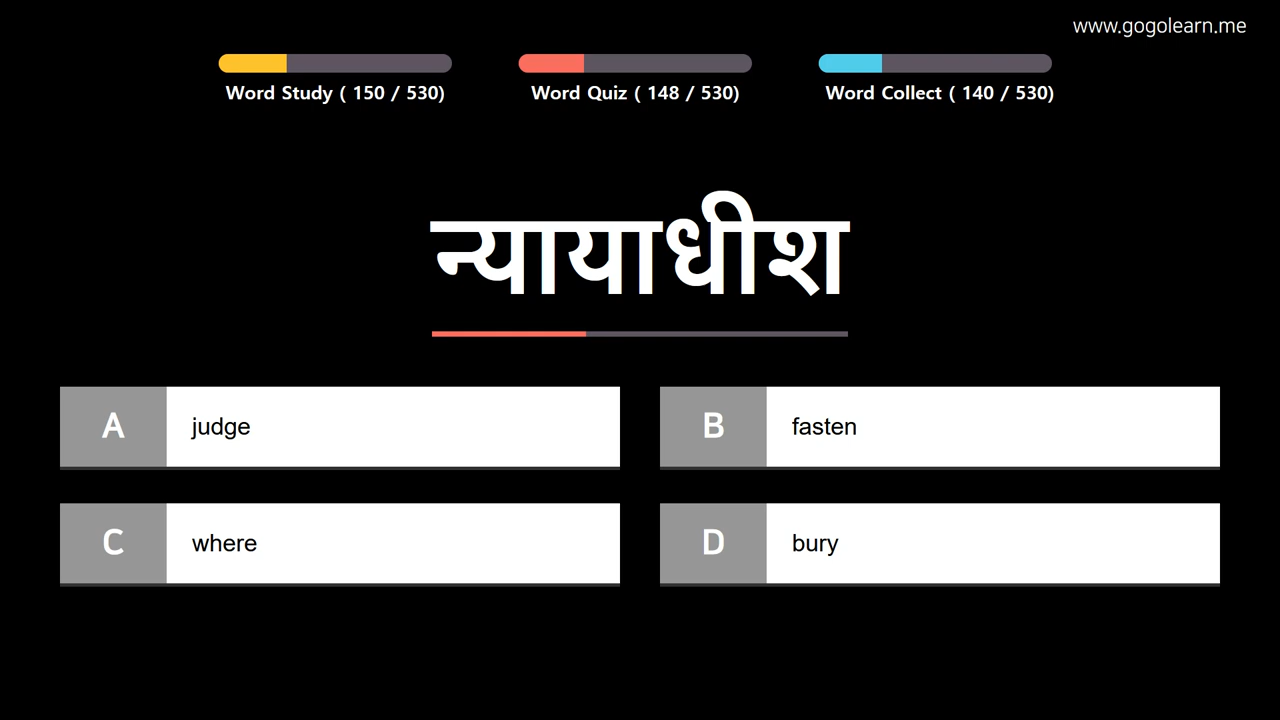 www.gogolearn.me
Word Study ( 150 / 530)
Word Quiz ( 148 / 530)
Word Collect ( 140 / 530)
न्यायाधीश
A judge
B fasten
C where
D bury